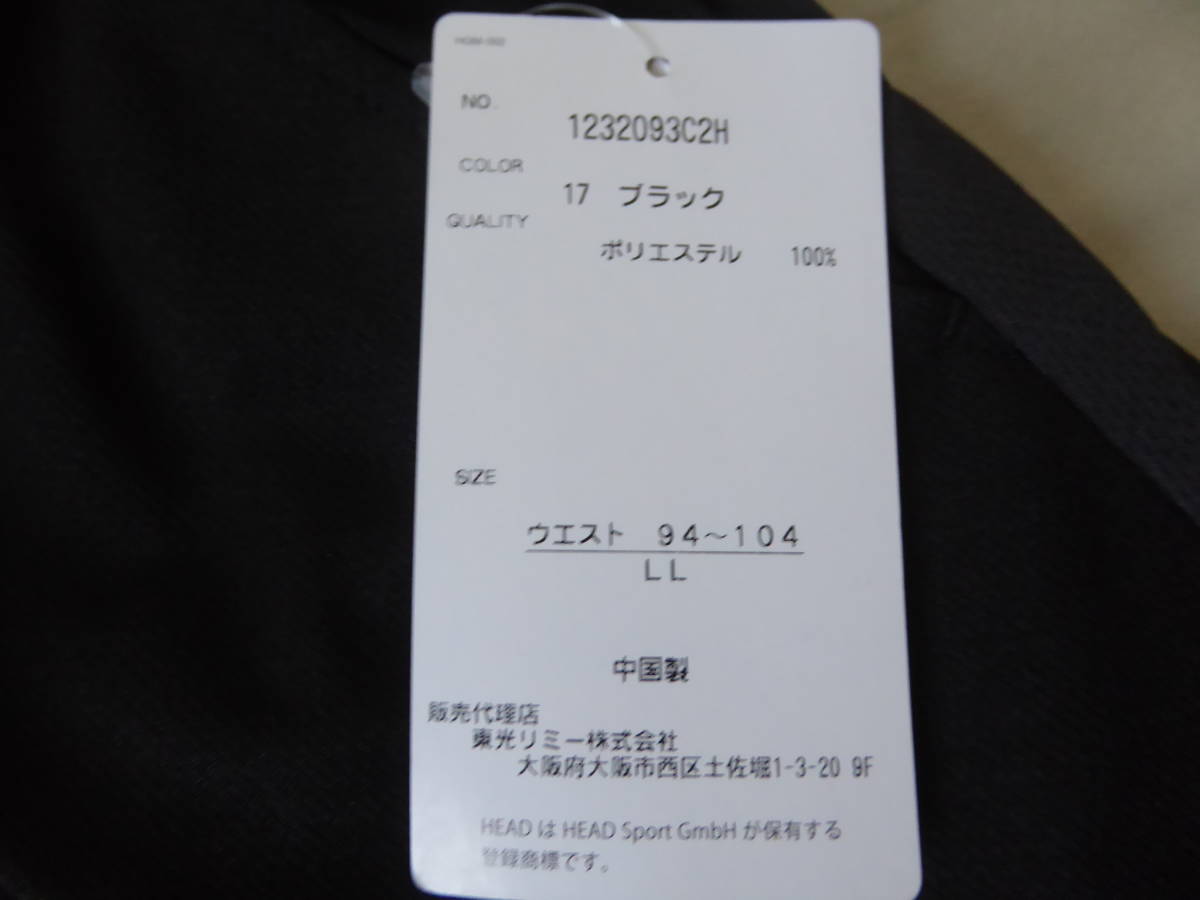 NO.
1232093C2H
COLOR
17 ブラック
QUALITY
ポリエステル 100%
SIZE
ウエスト 94~104
LL
中国製
販売代理店
東光リミー株式会社
大阪府大阪市西区土佐堀1-3-20 9F
HEAD は HEAD Sport GmbH が保有する
登録商標です。